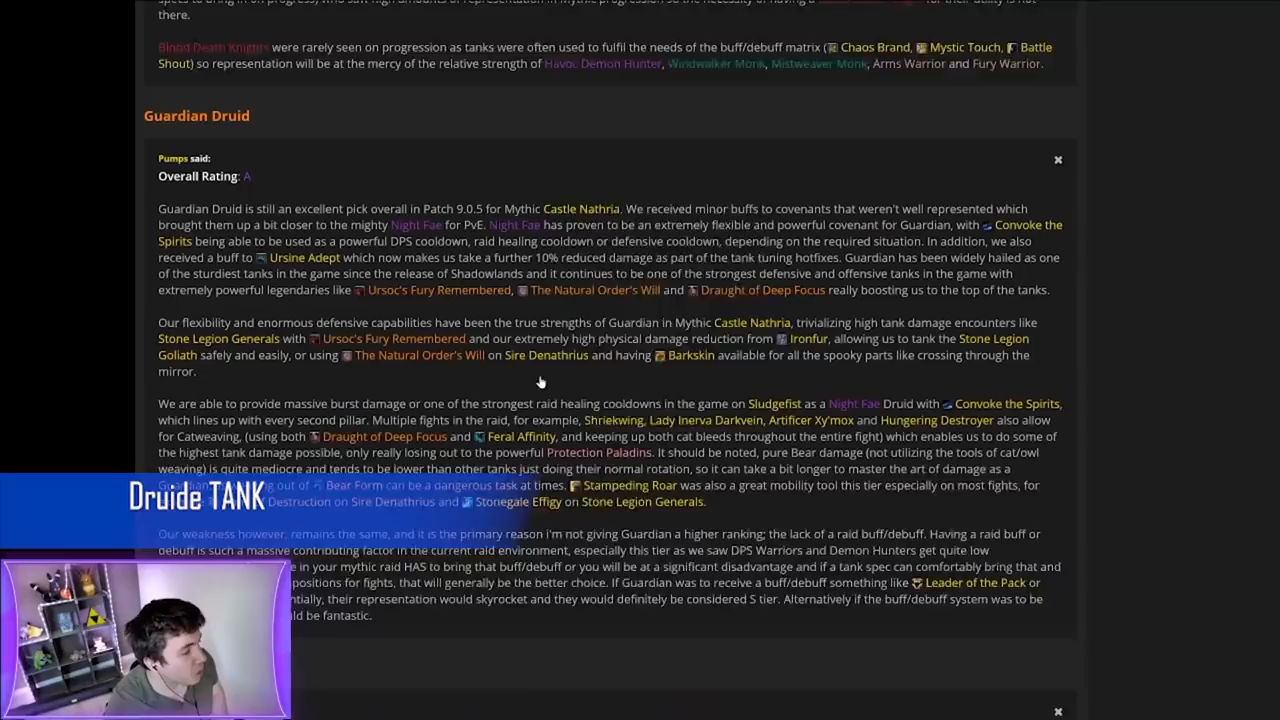 there.
Blood Death Knights were rarely seen on progression as tanks were often used to fulfil the needs of the buff/debuff matrix (Chaos Brand, Mystic Touch, Battle
Shout) so representation will be at the mercy of the relative strength of Havoc Demon Hunter, Windwalker Monk, Mistweaver Monk, Arms Warrior and Fury Warrior.
Guardian Druid
Pumps said:
Overall Rating: A
Guardian Druid is still an excellent pick overall in Patch 9.0.5 for Mythic Castle Nathria. We received minor buffs to covenants that weren't well represented which
brought them up a bit closer to the mighty Night Fae for PvE. Night Fae has proven to be an extremely flexible and powerful covenant for Guardian, with Convoke the
Spirits being able to be used as a powerful DPS cooldown, raid healing cooldown or defensive cooldown, depending on the required situation. In addition, we also
received a buff to Ursine Adept which now makes us take a further 10% reduced damage as part of the tank tuning hotfixes. Guardian has been widely hailed as one
of the sturdiest tanks in the game since the release of Shadowlands and it continues to be one of the strongest defensive and offensive tanks in the game with
extremely powerful legendaries like Ursoc's Fury Remembered, The Natural Order's Will and Draught of Deep Focus really boosting us to the top of the tanks.
Our flexibility and enormous defensive capabilities have been the true strengths of Guardian in Mythic Castle Nathria, trivializing high tank damage encounters like
Stone Legion Generals with Ursoc's Fury Remembered and our extremely high physical damage reduction from Ironfur, allowing us to tank the Stone Legion
Goliath safely and easily, or using The Natural Order's Will on Sire Denathrius and having Barkskin available for all the spooky parts like crossing through the
mirror.
We are able to provide massive burst damage or one of the strongest raid healing cooldowns in the game on Sludgefist as a Night Fae Druid with Convoke the Spirits,
which lines up with every second pillar. Multiple fights in the raid, for example, Shriekwing, Lady Inerva Darkvein, Artificer Xy'mox and Hungering Destroyer also allow
for Catweaving, (using both Draught of Deep Focus and Feral Affinity, and keeping up both cat bleeds throughout the entire fight) which enables us to do some of
the highest tank damage possible, only really losing out to the powerful Protection Paladins. It should be noted, pure Bear damage (not utilizing the tools of cat/owl
weaving) is quite mediocre and tends to be lower than other tanks just doing their normal rotation, so it can take a bit longer to master the art of damage as a
out of Bear Form can be a dangerous task at times. Stampeding Roar was also a great mobility tool this tier especially on most fights, for
Druide TANK
Destruction on Sire Denathrius and Stonegale Effigy on Stone Legion Generals.
Our weakness however, remains the same, and it is the primary reason i'm not giving Guardian a higher ranking; the lack of a raid buff/debuff. Having a raid buff or
debuff is such a massive contributing factor in the current raid environment, especially this tier as we saw DPS Warriors and Demon Hunters get quite low
in your mythic raid HAS to bring that buff/debuff or you will be at a significant disadvantage and if a tank spec can comfortably bring that and
positions for fights, that will generally be the better choice. If Guardian was to receive a buff/debuff something like Leader of the Pack or
their representation would skyrocket and they would definitely be considered S tier. Alternatively if the buff/debuff system was to be
be fantastic.